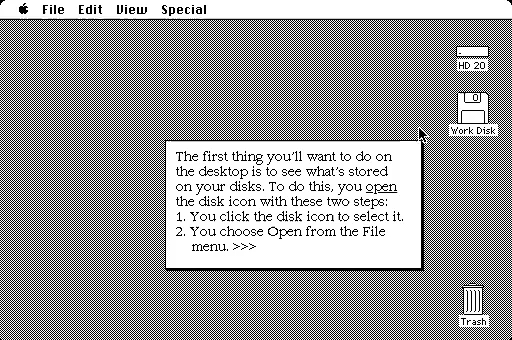 File Edit View Special
HD 20
Work Disk
The first thing you'll want to do on
the desktop is to see what's stored
on your disks. To do this, you open
the disk icon with these two steps:
1. You click the disk icon to select it.
2. You choose Open from the File
menu. >>>
Trash